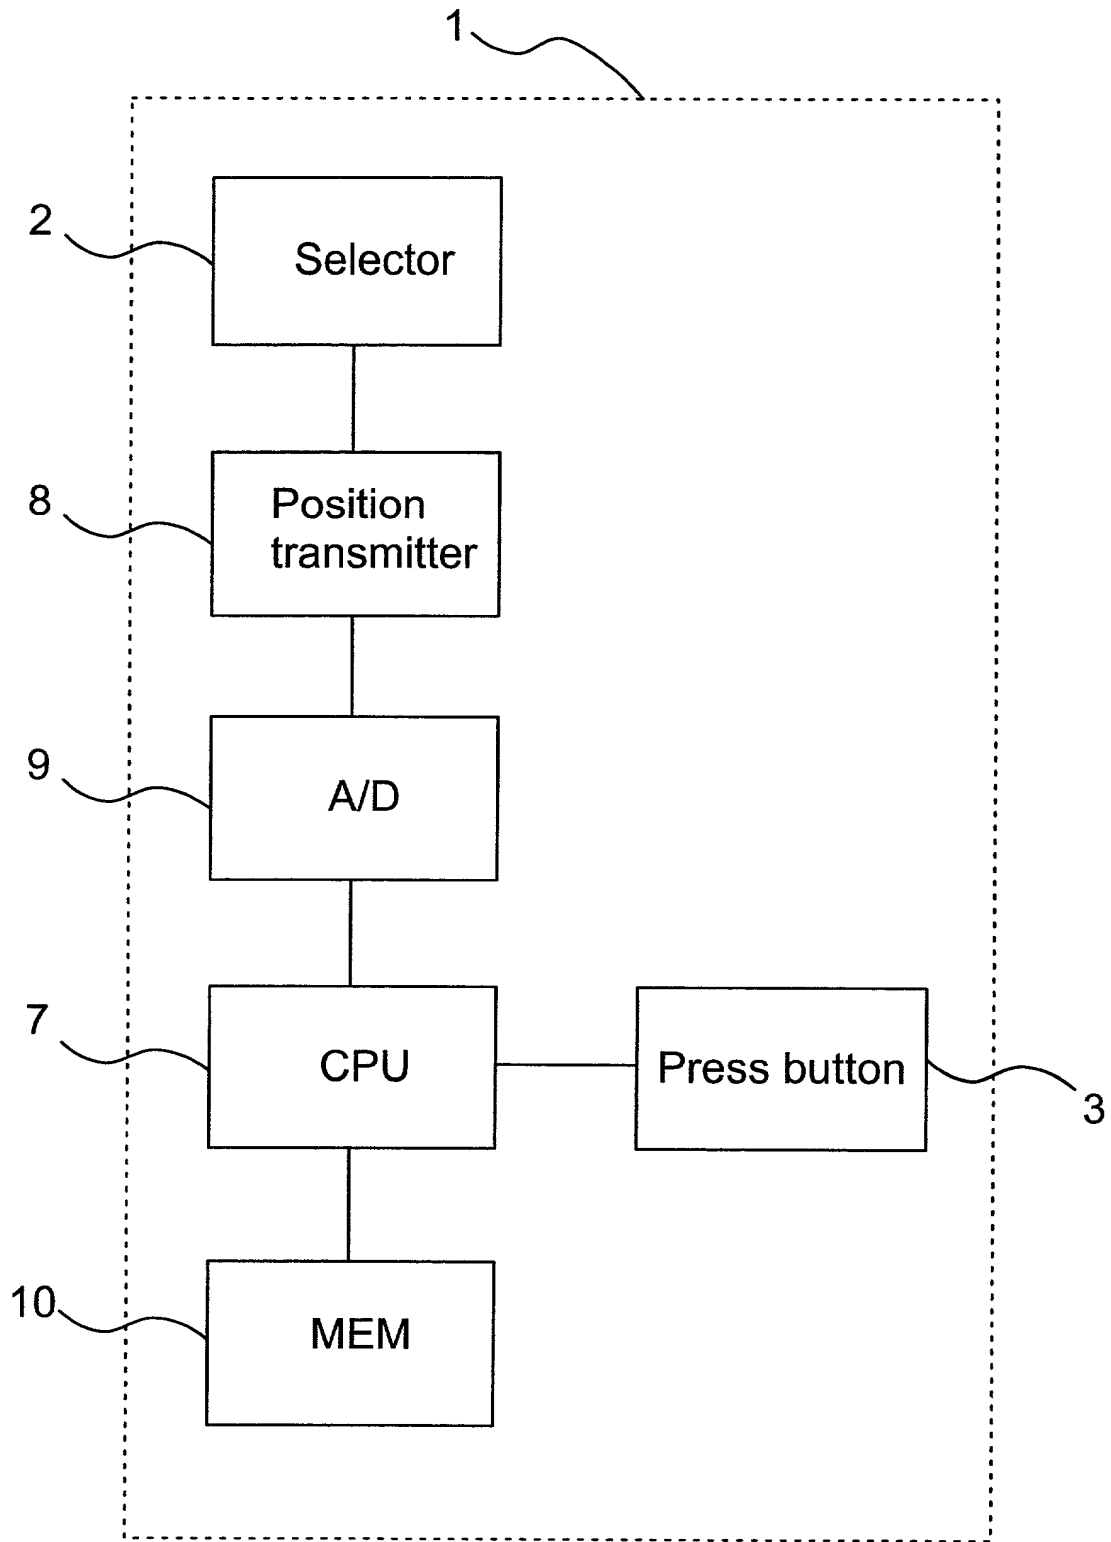 1
2
Selector
8
Position
transmitter
9
A/D
7
CPU
Press button
3
10
MEM